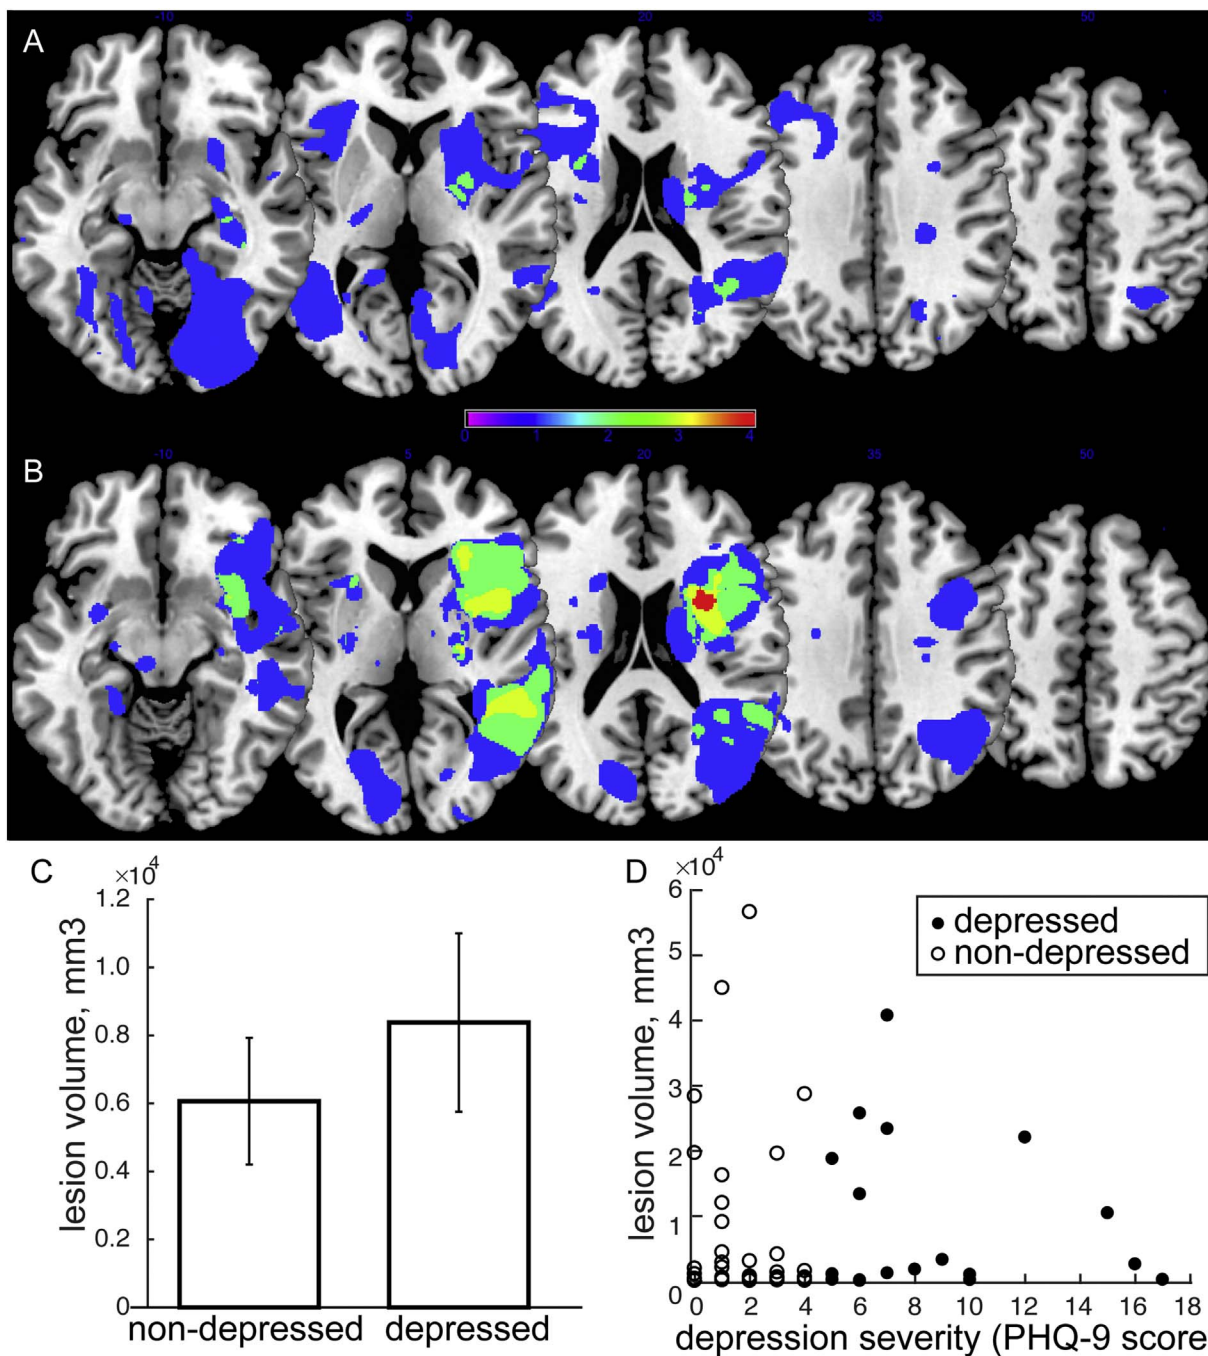 -10 5 20 35 50
A
0 1 2 3 4
B
-10 5 20 35 50
C
×10⁴
1.2
1.0
0.8
0.6
0.4
0.2
0
lesion volume, mm3
non-depressed depressed
D
×10⁴
6
5
4
3
2
1
0
lesion volume, mm3
depressed
non-depressed
0 2 4 6 8 10 12 14 16 18
depression severity (PHQ-9 score